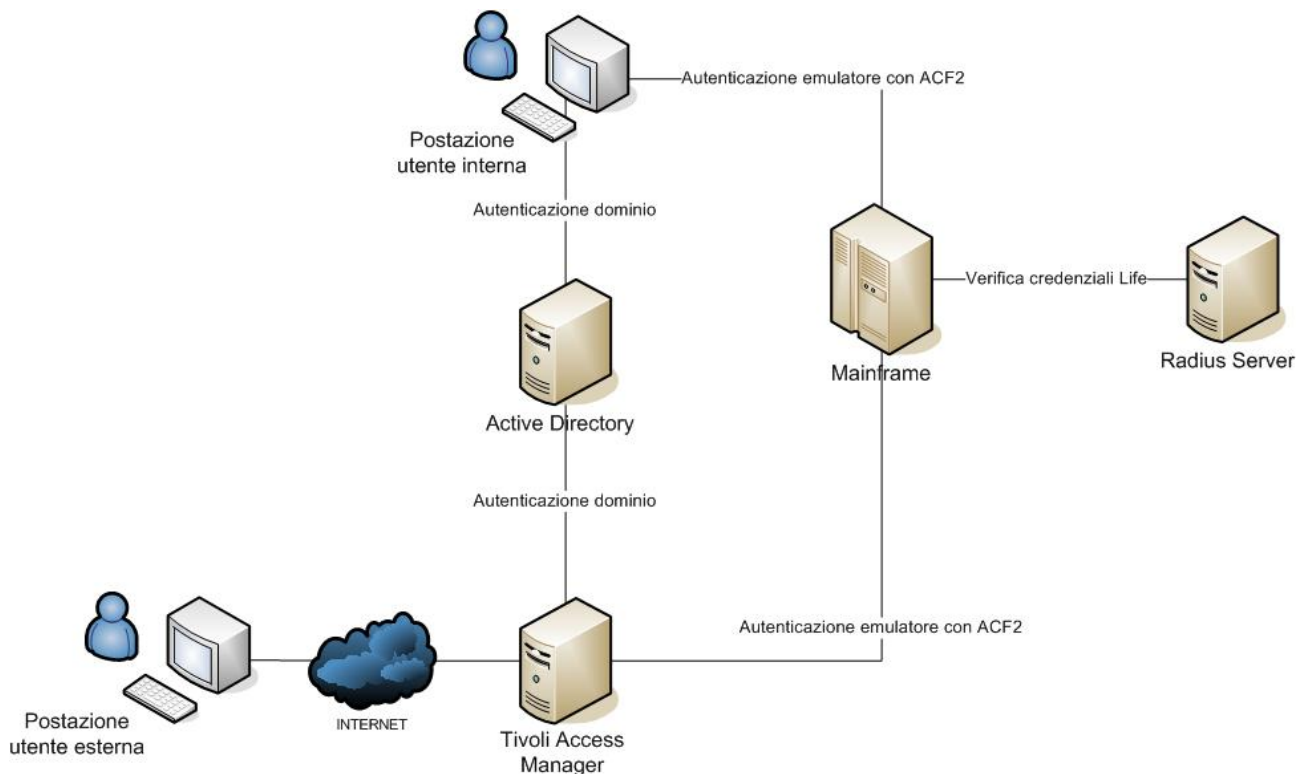 Autenticazione emulatore con ACF2
Postazione
utente interna
Autenticazione dominio
Verifica credenziali Life
Mainframe
Radius Server
Active Directory
Autenticazione dominio
Autenticazione emulatore con ACF2
Postazione
utente esterna
INTERNET
Tivoli Access
Manager